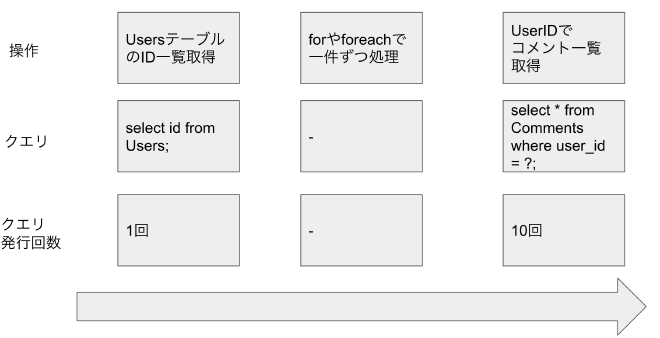 操作
Usersテーブル
のID一覧取得
forやforeachで
一件ずつ処理
UserIDで
コメント一覧
取得
クエリ
select id from
Users;
-
select * from
Comments
where user_id
= ?;
クエリ
発行回数
1回
-
10回